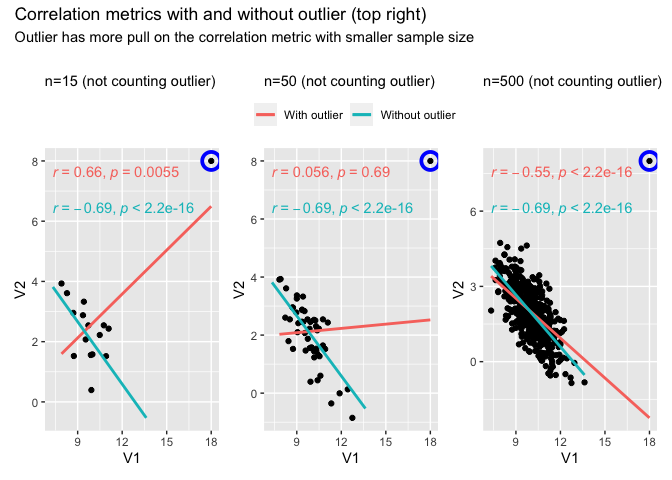 Correlation metrics with and without outlier (top right)
Outlier has more pull on the correlation metric with smaller sample size
n=15 (not counting outlier)
n=50 (not counting outlier)
n=500 (not counting outlier)
With outlier
Without outlier
r = 0.66, p = 0.0055
r = −0.69, p < 2.2e-16
8
6
4
2
0
V2
9
12
15
18
V1
r = 0.056, p = 0.69
r = −0.69, p < 2.2e-16
8
6
4
2
0
V2
9
12
15
18
V1
r = −0.55, p < 2.2e-16
r = −0.69, p < 2.2e-16
6
3
0
V2
9
12
15
18
V1